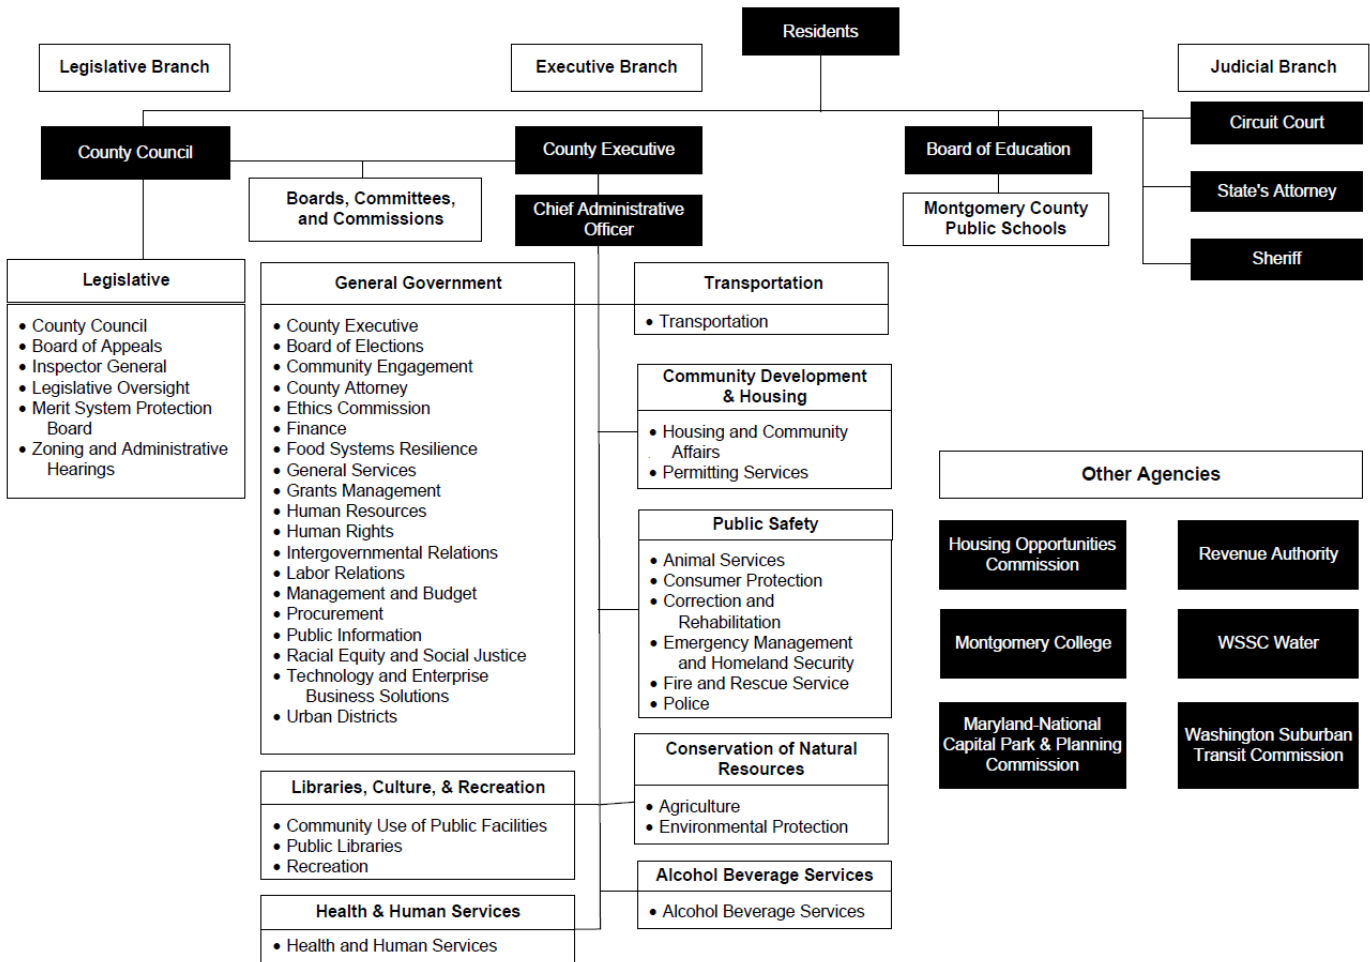 Residents
Legislative Branch
Executive Branch
Judicial Branch
County Council
County Executive
Board of Education
Circuit Court
Boards, Committees,
and Commissions
Chief Administrative
Officer
Montgomery County
Public Schools
State's Attorney
Sheriff
Legislative
• County Council
• Board of Appeals
• Inspector General
• Legislative Oversight
• Merit System Protection
Board
• Zoning and Administrative
Hearings
General Government
• County Executive
• Board of Elections
• Community Engagement
• County Attorney
• Ethics Commission
• Finance
• Food Systems Resilience
• General Services
• Grants Management
• Human Resources
• Human Rights
• Intergovernmental Relations
• Labor Relations
• Management and Budget
• Procurement
• Public Information
• Racial Equity and Social Justice
• Technology and Enterprise
Business Solutions
• Urban Districts
Libraries, Culture, & Recreation
• Community Use of Public Facilities
• Public Libraries
• Recreation
Health & Human Services
• Health and Human Services
Transportation
• Transportation
Community Development
& Housing
• Housing and Community
Affairs
• Permitting Services
Public Safety
• Animal Services
• Consumer Protection
• Correction and
Rehabilitation
• Emergency Management
and Homeland Security
• Fire and Rescue Service
• Police
Conservation of Natural
Resources
• Agriculture
• Environmental Protection
Alcohol Beverage Services
• Alcohol Beverage Services
Other Agencies
Housing Opportunities
Commission
Revenue Authority
Montgomery College
WSSC Water
Maryland-National
Capital Park & Planning
Commission
Washington Suburban
Transit Commission